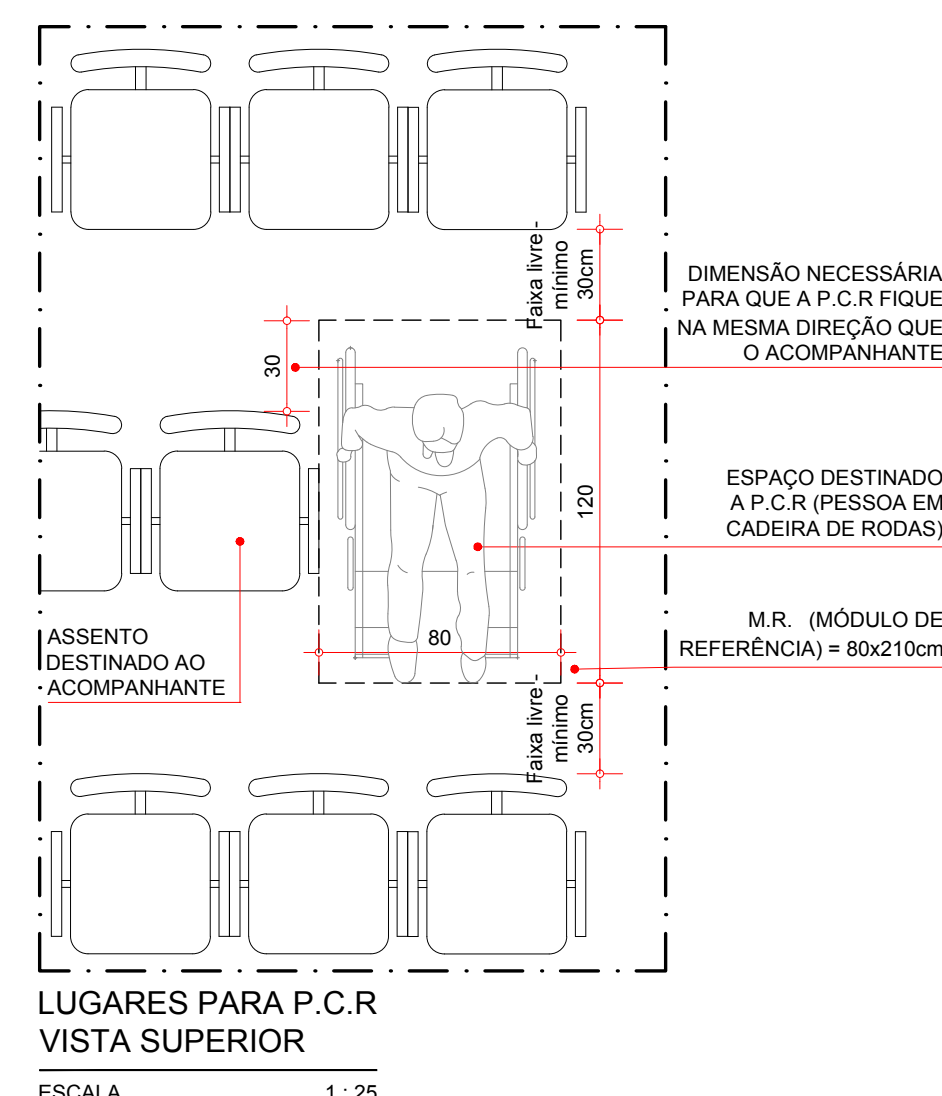 Faixa livre -
mínimo
30cm
DIMENSÃO NECESSÁRIA
PARA QUE A P.C.R FIQUE
NA MESMA DIREÇÃO QUE
O ACOMPANHANTE
30
120
ESPAÇO DESTINADO
A P.C.R (PESSOA EM
CADEIRA DE RODAS)
80
M.R. (MÓDULO DE
REFERÊNCIA) = 80x210cm
ASSENTO
DESTINADO AO
ACOMPANHANTE
Faixa livre -
mínimo
30cm
LUGARES PARA P.C.R
VISTA SUPERIOR
ESCALA 1 : 25